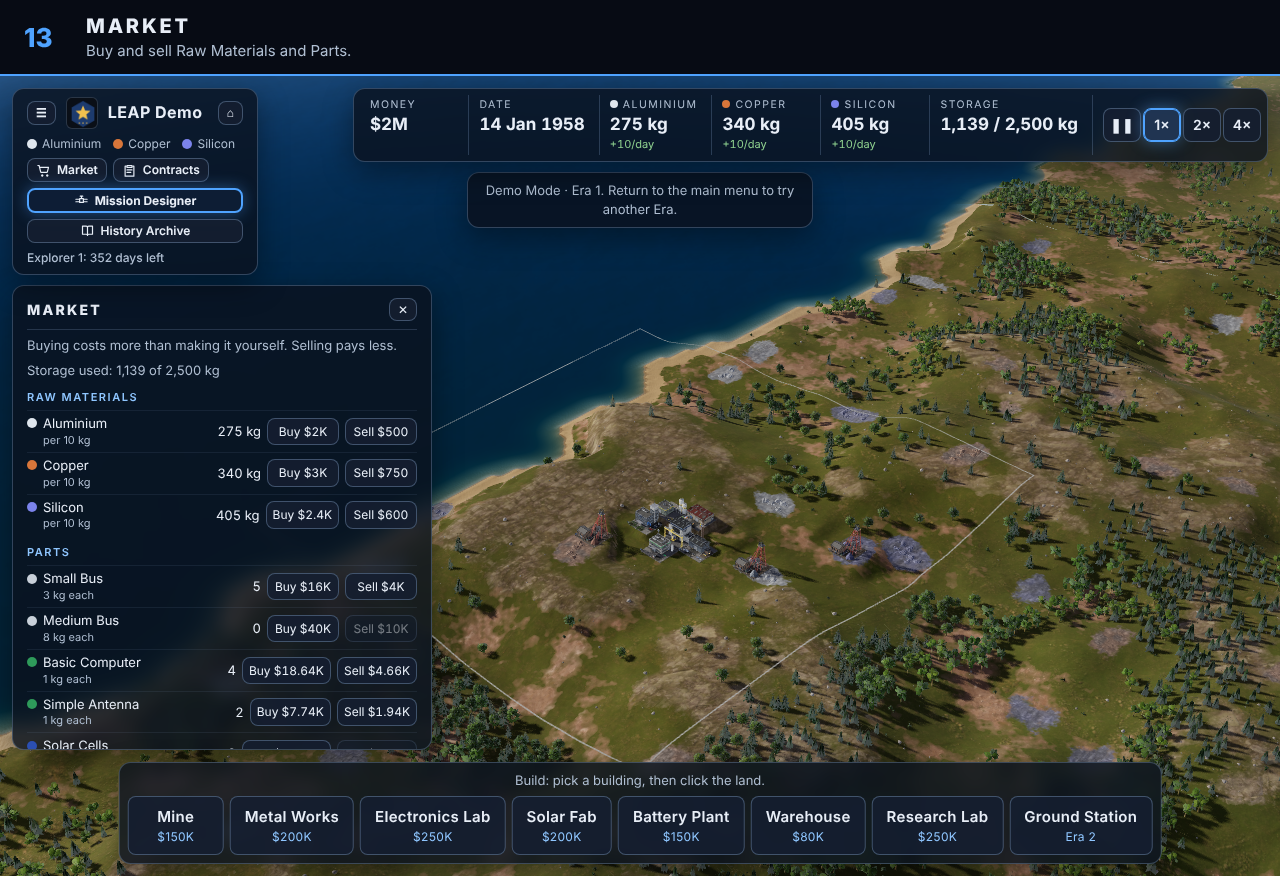 13
MARKET
Buy and sell Raw Materials and Parts.
LEAP Demo
Aluminium Copper Silicon
Market Contracts
Mission Designer
History Archive
Explorer 1: 352 days left
MONEY
$2M
DATE
14 Jan 1958
ALUMINIUM
275 kg
+10/day
COPPER
340 kg
+10/day
SILICON
405 kg
+10/day
STORAGE
1,139 / 2,500 kg
1× 2× 4×
Demo Mode · Era 1. Return to the main menu to try
another Era.
MARKET
Buying costs more than making it yourself. Selling pays less.
Storage used: 1,139 of 2,500 kg
RAW MATERIALS
Aluminium
per 10 kg
275 kg Buy $2K Sell $500
Copper
per 10 kg
340 kg Buy $3K Sell $750
Silicon
per 10 kg
405 kg Buy $2.4K Sell $600
PARTS
Small Bus
3 kg each
5 Buy $16K Sell $4K
Medium Bus
8 kg each
0 Buy $40K Sell $10K
Basic Computer
1 kg each
4 Buy $18.64K Sell $4.66K
Simple Antenna
1 kg each
2 Buy $7.74K Sell $1.94K
Solar Cells
Build: pick a building, then click the land.
Mine
$150K
Metal Works
$200K
Electronics Lab
$250K
Solar Fab
$200K
Battery Plant
$150K
Warehouse
$80K
Research Lab
$250K
Ground Station
Era 2